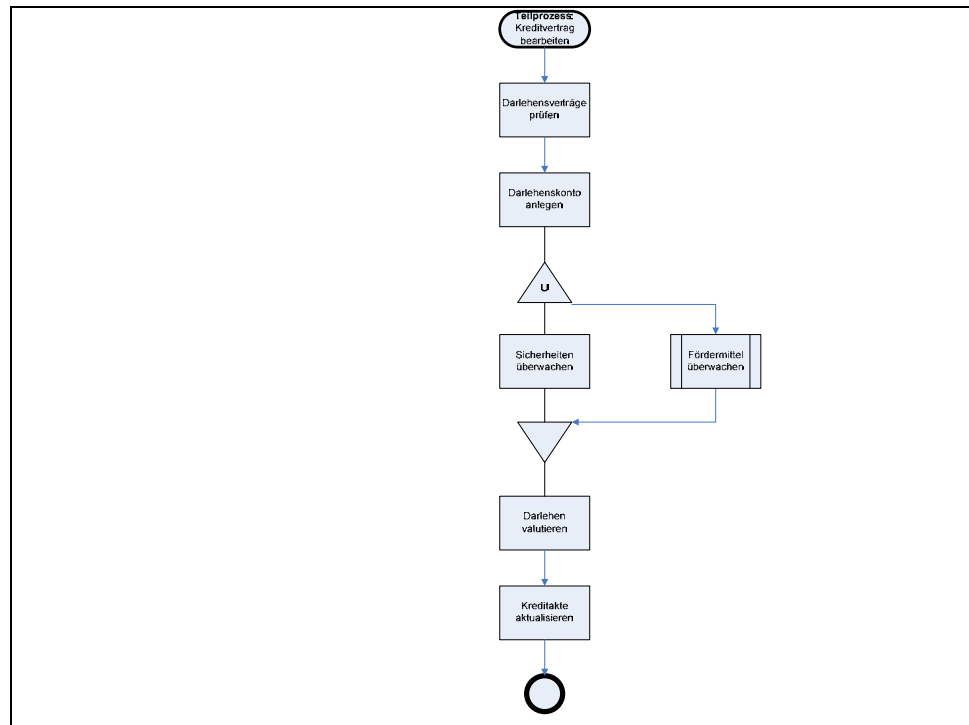 Teilprozess:
Kreditvertrag
bearbeiten
Darlehensverträge
prüfen
Darlehenskonto
anlegen
U
Sicherheiten
überwachen
Fördermittel
überwachen
Darlehen
valutieren
Kreditakte
aktualisieren